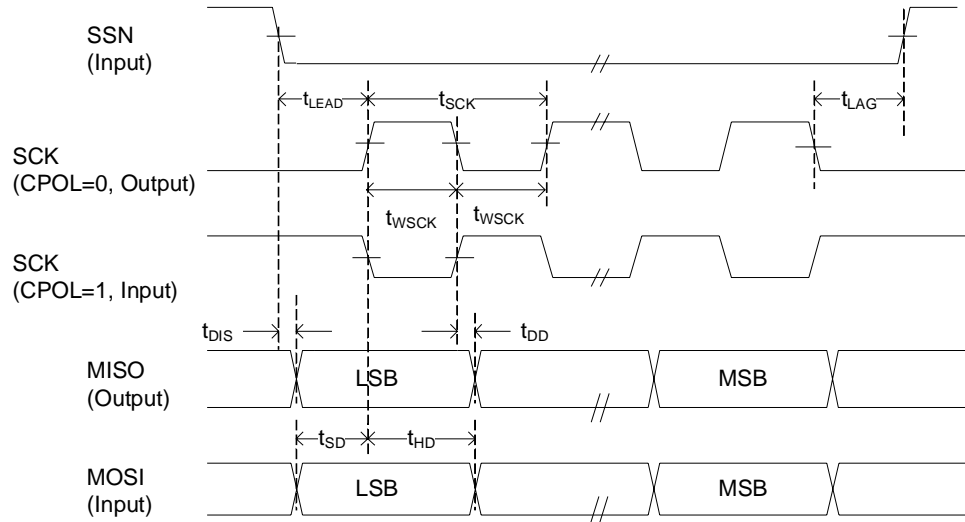 SSN
(Input)
tLEAD
tSCK
tLAG
SCK
(CPOL=0, Output)
tWSCK
tWSCK
SCK
(CPOL=1, Input)
tDIS
tDD
MISO
(Output)
LSB
MSB
tSD
tHD
MOSI
(Input)
LSB
MSB